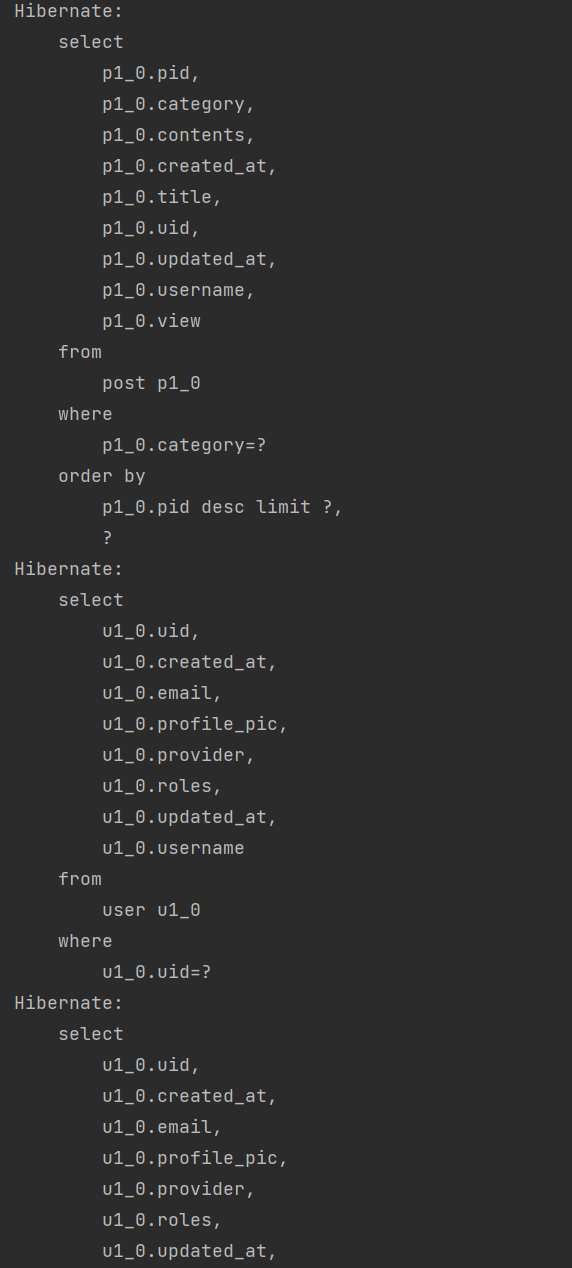 Hibernate:
    select
        p1_0.pid,
        p1_0.category,
        p1_0.contents,
        p1_0.created_at,
        p1_0.title,
        p1_0.uid,
        p1_0.updated_at,
        p1_0.username,
        p1_0.view
    from
        post p1_0
    where
        p1_0.category=?
    order by
        p1_0.pid desc limit ?,
        ?
Hibernate:
    select
        u1_0.uid,
        u1_0.created_at,
        u1_0.email,
        u1_0.profile_pic,
        u1_0.provider,
        u1_0.roles,
        u1_0.updated_at,
        u1_0.username
    from
        user u1_0
    where
        u1_0.uid=?
Hibernate:
    select
        u1_0.uid,
        u1_0.created_at,
        u1_0.email,
        u1_0.profile_pic,
        u1_0.provider,
        u1_0.roles,
        u1_0.updated_at,